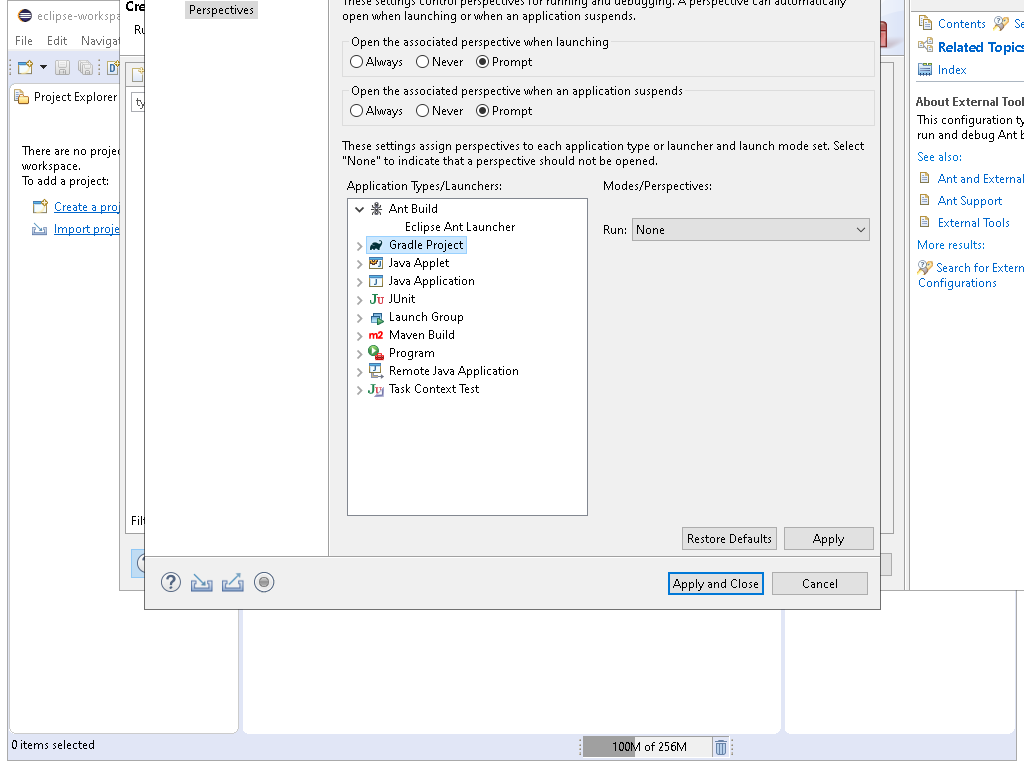 Perspectives
These settings control perspectives for running and debugging. A perspective can automatically
open when launching or when an application suspends.
Open the associated perspective when launching
Always Never Prompt
Open the associated perspective when an application suspends
Always Never Prompt
These settings assign perspectives to each application type or launcher and launch mode set. Select
"None" to indicate that a perspective should not be opened.
Application Types/Launchers:
Modes/Perspectives:
Ant Build
Eclipse Ant Launcher
Gradle Project
Java Applet
Java Application
JUnit
Launch Group
Maven Build
Program
Remote Java Application
Task Context Test
Run: None
Restore Defaults Apply
Apply and Close Cancel
eclipse-workspa
Cre
Ru
File Edit Navigat
Project Explorer
ty
There are no projec
workspace.
To add a project:
Create a proj
Import proje
Filt
Contents Se
Related Topics
Index
About External Tool
This configuration ty
run and debug Ant b
See also:
Ant and External
Ant Support
External Tools
More results:
Search for Extern
Configurations
0 items selected
100M of 256M